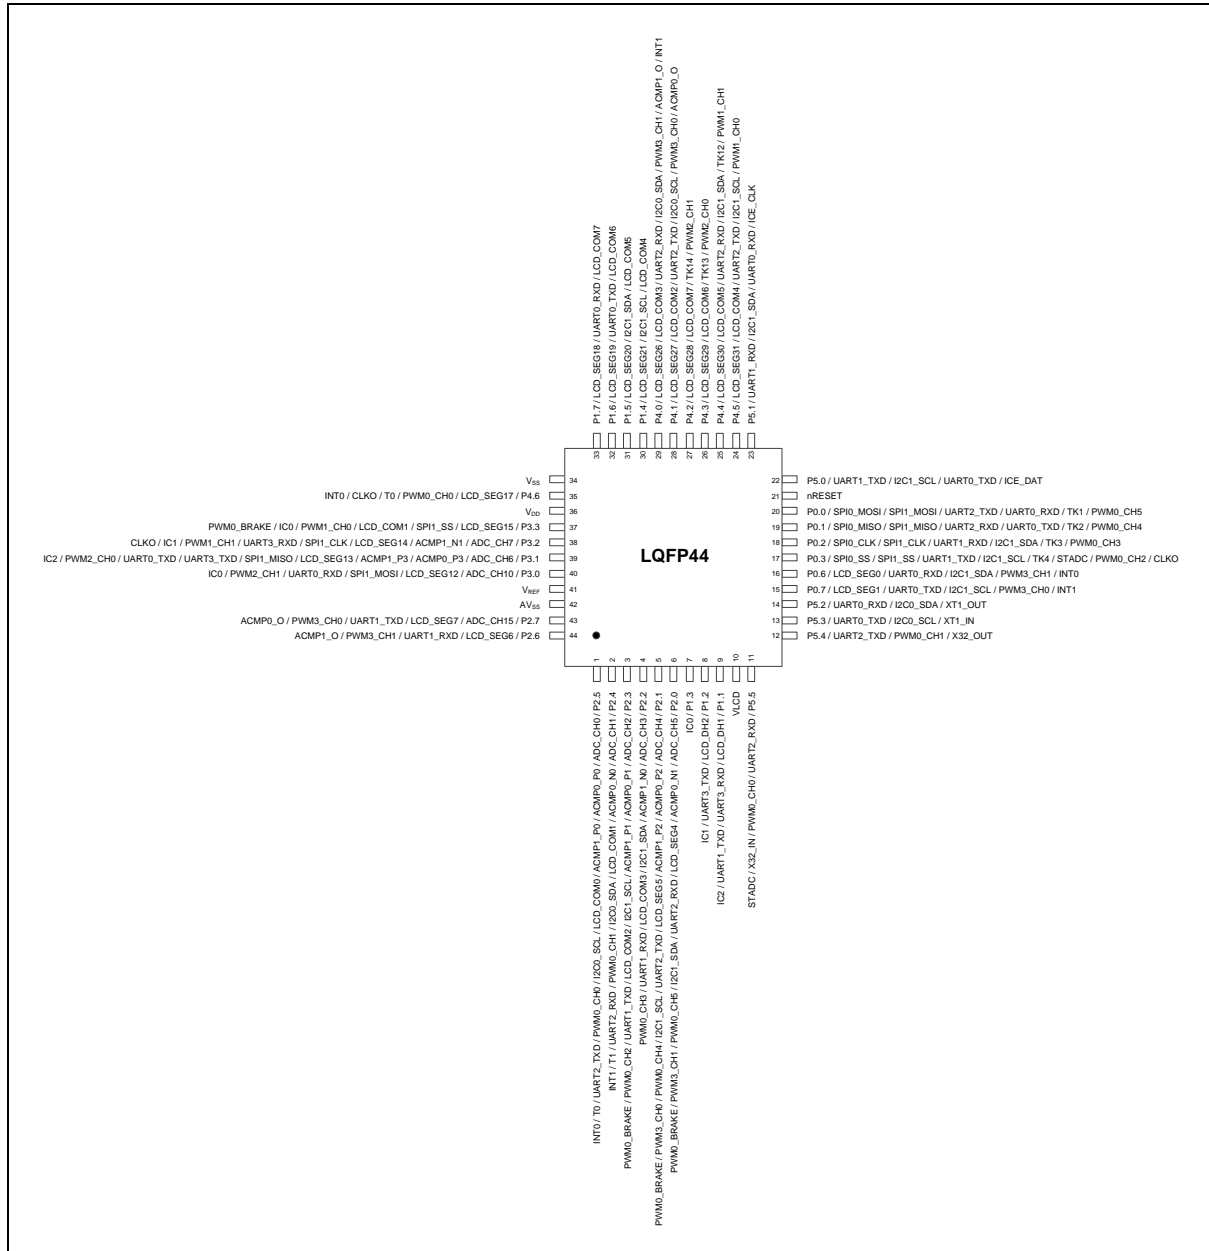 P1.7 / LCD_SEG18 / UART0_RXD / LCD_COM7
P1.6 / LCD_SEG19 / UART0_TXD / LCD_COM6
P1.5 / LCD_SEG20 / I2C1_SDA / LCD_COM5
P1.4 / LCD_SEG21 / I2C1_SCL / LCD_COM4
P4.0 / LCD_SEG26 / LCD_COM3 / UART2_RXD / I2C0_SDA / PWM3_CH1 / ACMP1_O / INT1
P4.1 / LCD_SEG27 / LCD_COM2 / UART2_TXD / I2C0_SCL / PWM3_CH0 / ACMP0_O
P4.2 / LCD_SEG28 / LCD_COM7 / TK14 / PWM2_CH1
P4.3 / LCD_SEG29 / LCD_COM6 / TK13 / PWM2_CH0
P4.4 / LCD_SEG30 / LCD_COM5 / UART2_RXD / I2C1_SDA / TK12 / PWM1_CH1
P4.5 / LCD_SEG31 / LCD_COM4 / UART2_TXD / I2C1_SCL / PWM1_CH0
P5.1 / UART1_RXD / I2C1_SDA / UART0_RXD / ICE_CLK
33 32 31 30 29 28 27 26 25 24 23
VSS 34
INT0 / CLKO / T0 / PWM0_CH0 / LCD_SEG17 / P4.6 35
VDD 36
PWM0_BRAKE / IC0 / PWM1_CH0 / LCD_COM1 / SPI1_SS / LCD_SEG15 / P3.3 37
CLKO / IC1 / PWM1_CH1 / UART3_RXD / SPI1_CLK / LCD_SEG14 / ACMP1_N1 / ADC_CH7 / P3.2 38
IC2 / PWM2_CH0 / UART0_TXD / UART3_TXD / SPI1_MISO / LCD_SEG13 / ACMP1_P3 / ACMP0_P3 / ADC_CH6 / P3.1 39
IC0 / PWM2_CH1 / UART0_RXD / SPI1_MOSI / LCD_SEG12 / ADC_CH10 / P3.0 40
VREF 41
AVSS 42
ACMP0_O / PWM3_CH0 / UART1_TXD / LCD_SEG7 / ADC_CH15 / P2.7 43
ACMP1_O / PWM3_CH1 / UART1_RXD / LCD_SEG6 / P2.6 44
LQFP44
22 P5.0 / UART1_TXD / I2C1_SCL / UART0_TXD / ICE_DAT
21 nRESET
20 P0.0 / SPI0_MOSI / SPI1_MOSI / UART2_TXD / UART0_RXD / TK1 / PWM0_CH5
19 P0.1 / SPI0_MISO / SPI1_MISO / UART2_RXD / UART0_TXD / TK2 / PWM0_CH4
18 P0.2 / SPI0_CLK / SPI1_CLK / UART1_RXD / I2C1_SDA / TK3 / PWM0_CH3
17 P0.3 / SPI0_SS / SPI1_SS / UART1_TXD / I2C1_SCL / TK4 / STADC / PWM0_CH2 / CLKO
16 P0.6 / LCD_SEG0 / UART0_RXD / I2C1_SDA / PWM3_CH1 / INT0
15 P0.7 / LCD_SEG1 / UART0_TXD / I2C1_SCL / PWM3_CH0 / INT1
14 P5.2 / UART0_RXD / I2C0_SDA / XT1_OUT
13 P5.3 / UART0_TXD / I2C0_SCL / XT1_IN
12 P5.4 / UART2_TXD / PWM0_CH1 / X32_OUT
1 2 3 4 5 6 7 8 9 10 11
INT0 / T0 / UART2_TXD / PWM0_CH0 / I2C0_SCL / LCD_COM0 / ACMP1_P0 / ACMP0_P0 / ADC_CH0 / P2.5
INT1 / T1 / UART2_RXD / PWM0_CH1 / I2C0_SDA / LCD_COM1 / ACMP0_N0 / ADC_CH1 / P2.4
PWM0_BRAKE / PWM0_CH2 / UART1_TXD / LCD_COM2 / I2C1_SCL / ACMP1_P1 / ACMP0_P1 / ADC_CH2 / P2.3
PWM0_CH3 / UART1_RXD / LCD_COM3 / I2C1_SDA / ACMP1_N0 / ADC_CH3 / P2.2
PWM0_BRAKE / PWM3_CH0 / PWM0_CH4 / I2C1_SCL / UART2_TXD / LCD_SEG5 / ACMP1_P2 / ACMP0_P2 / ADC_CH4 / P2.1
PWM0_BRAKE / PWM3_CH1 / PWM0_CH5 / I2C1_SDA / UART2_RXD / LCD_SEG4 / ACMP0_N1 / ADC_CH5 / P2.0
IC0 / P1.3
IC1 / UART3_TXD / LCD_DH2 / P1.2
IC2 / UART1_TXD / UART3_RXD / LCD_DH1 / P1.1
VLCD
STADC / X32_IN / PWM0_CH0 / UART2_RXD / P5.5